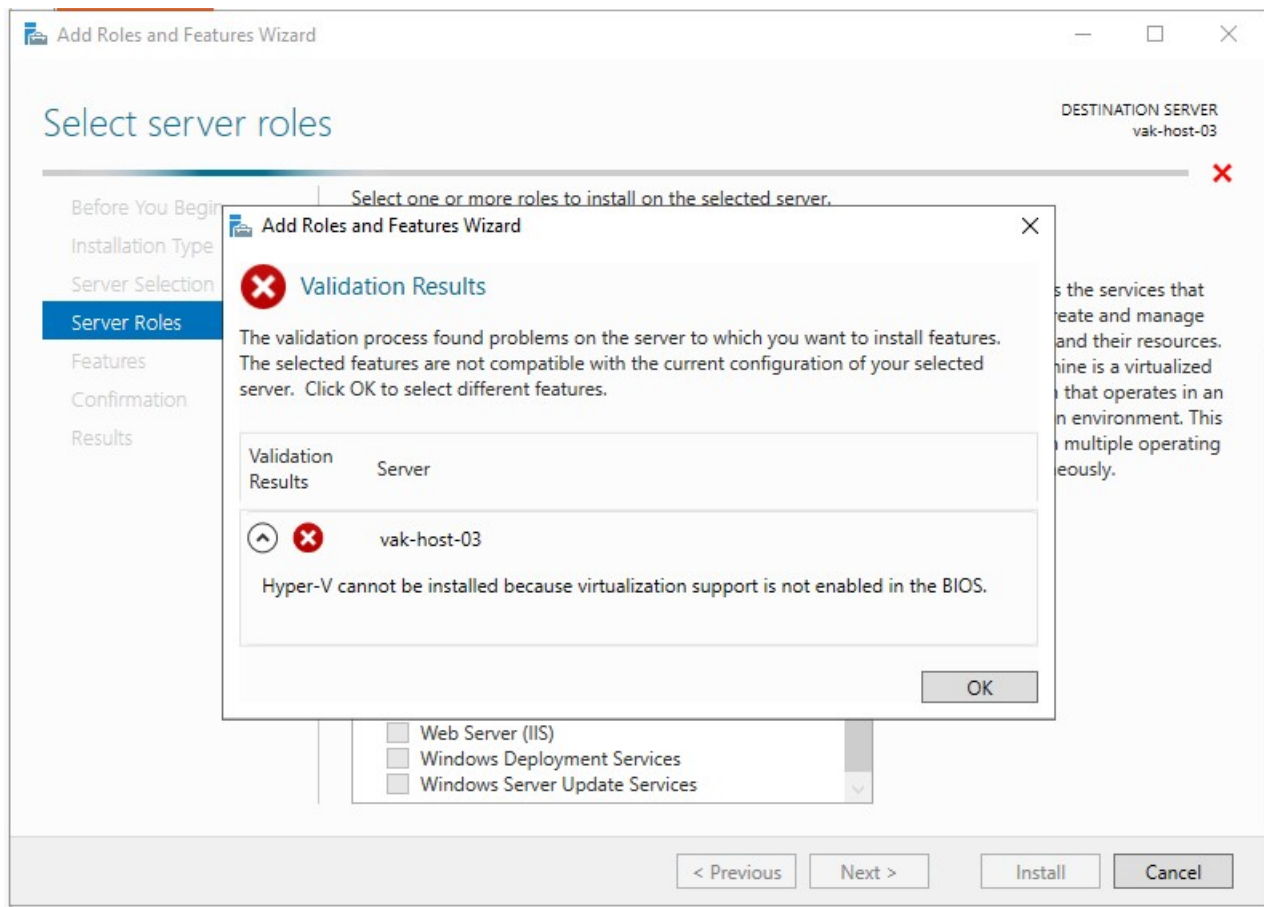 Add Roles and Features Wizard
Select server roles
DESTINATION SERVER
vak-host-03
Before You Begin
Installation Type
Server Selection
Server Roles
Features
Confirmation
Results
Select one or more roles to install on the selected server.
Add Roles and Features Wizard
Validation Results
The validation process found problems on the server to which you want to install features.
The selected features are not compatible with the current configuration of your selected
server. Click OK to select different features.
Validation
Results
Server
vak-host-03
Hyper-V cannot be installed because virtualization support is not enabled in the BIOS.
OK
the services that
and manage
and their resources.
is a virtualized
that operates in an
environment. This
multiple operating
Web Server (IIS)
Windows Deployment Services
Windows Server Update Services
< Previous
Next >
Install
Cancel